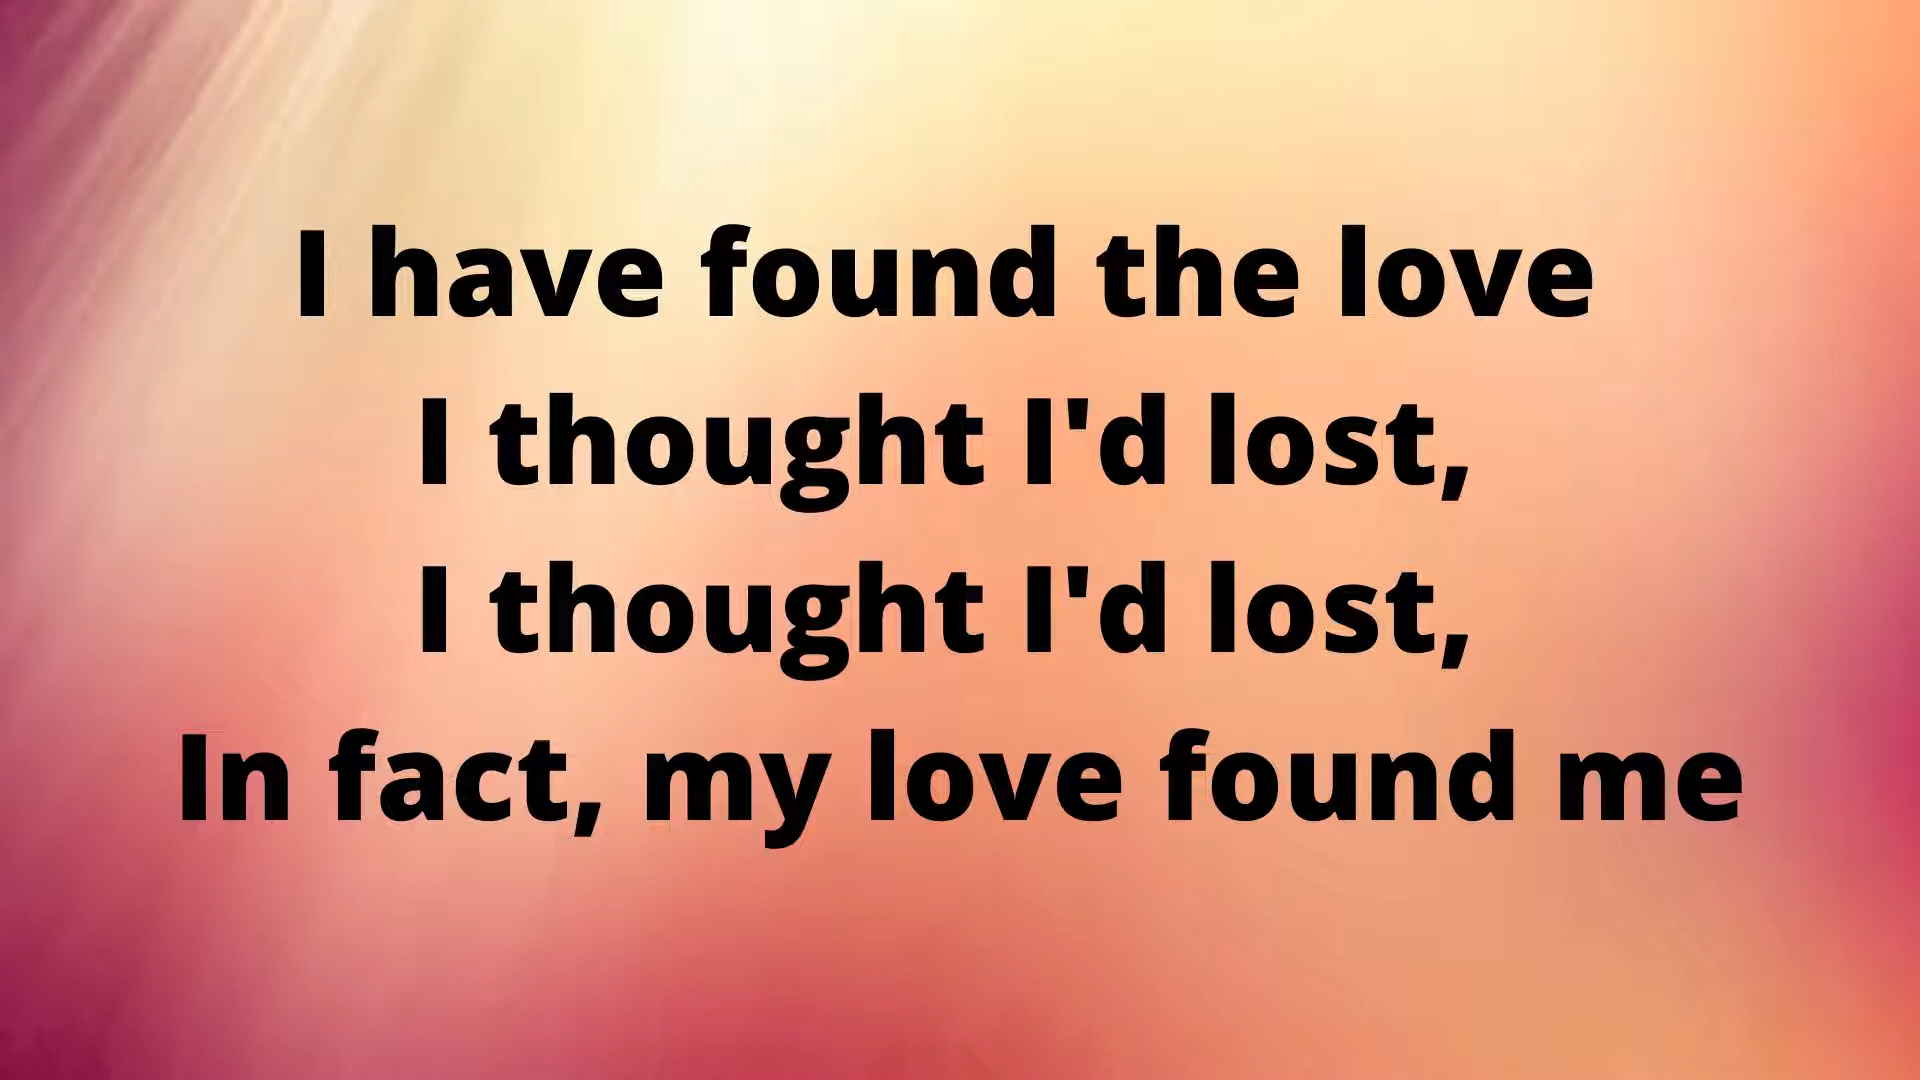 I have found the love
I thought I'd lost,
I thought I'd lost,
In fact, my love found me